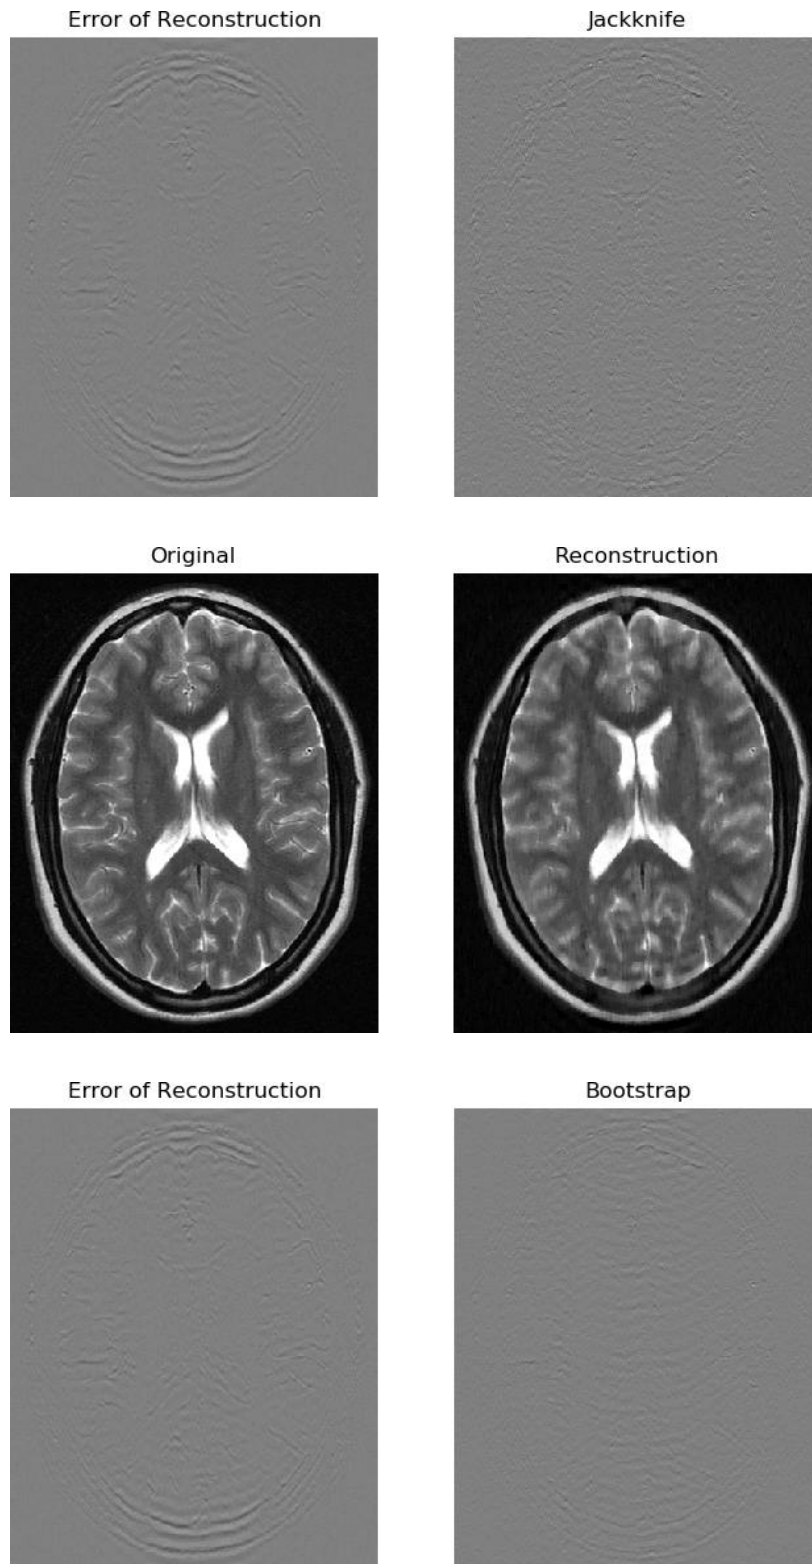 Error of Reconstruction
Jackknife
Original
Reconstruction
Error of Reconstruction
Bootstrap